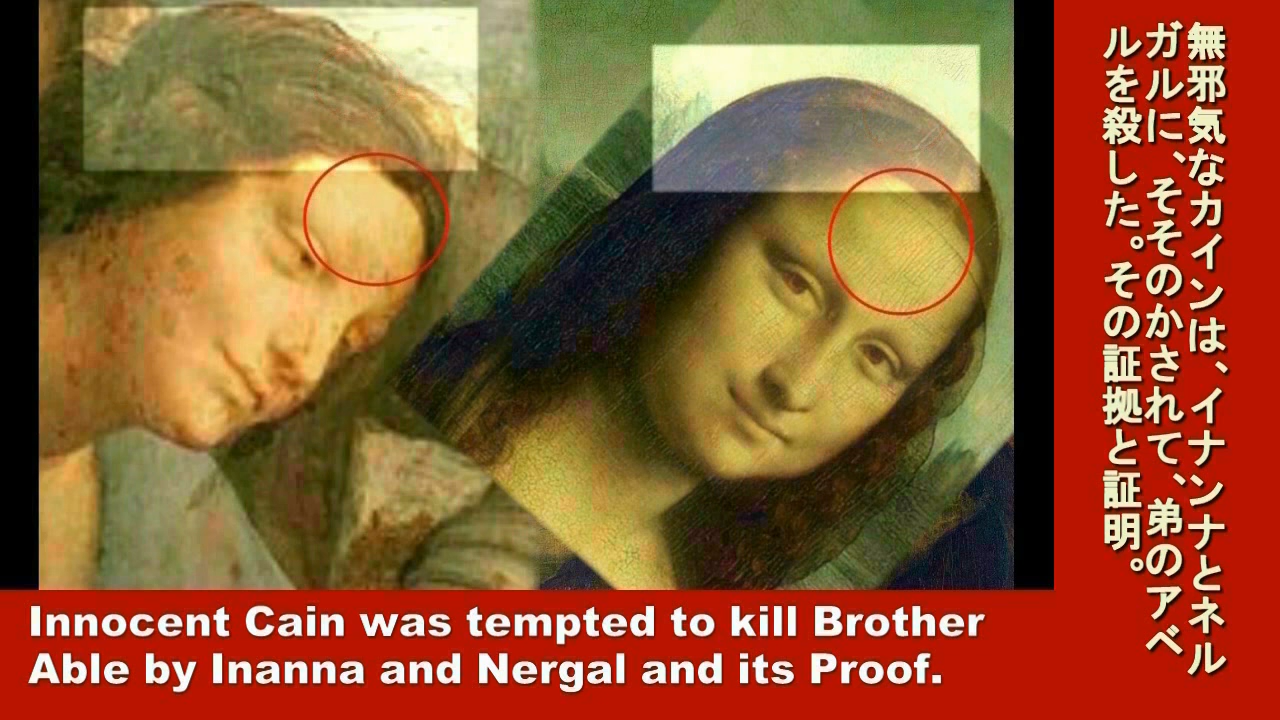 無邪気なカインは、イナンナとネル
ガルに、そそのかされて、弟のアベ
ルを殺した。その証拠と証明。
Innocent Cain was tempted to kill Brother
Able by Inanna and Nergal and its Proof.